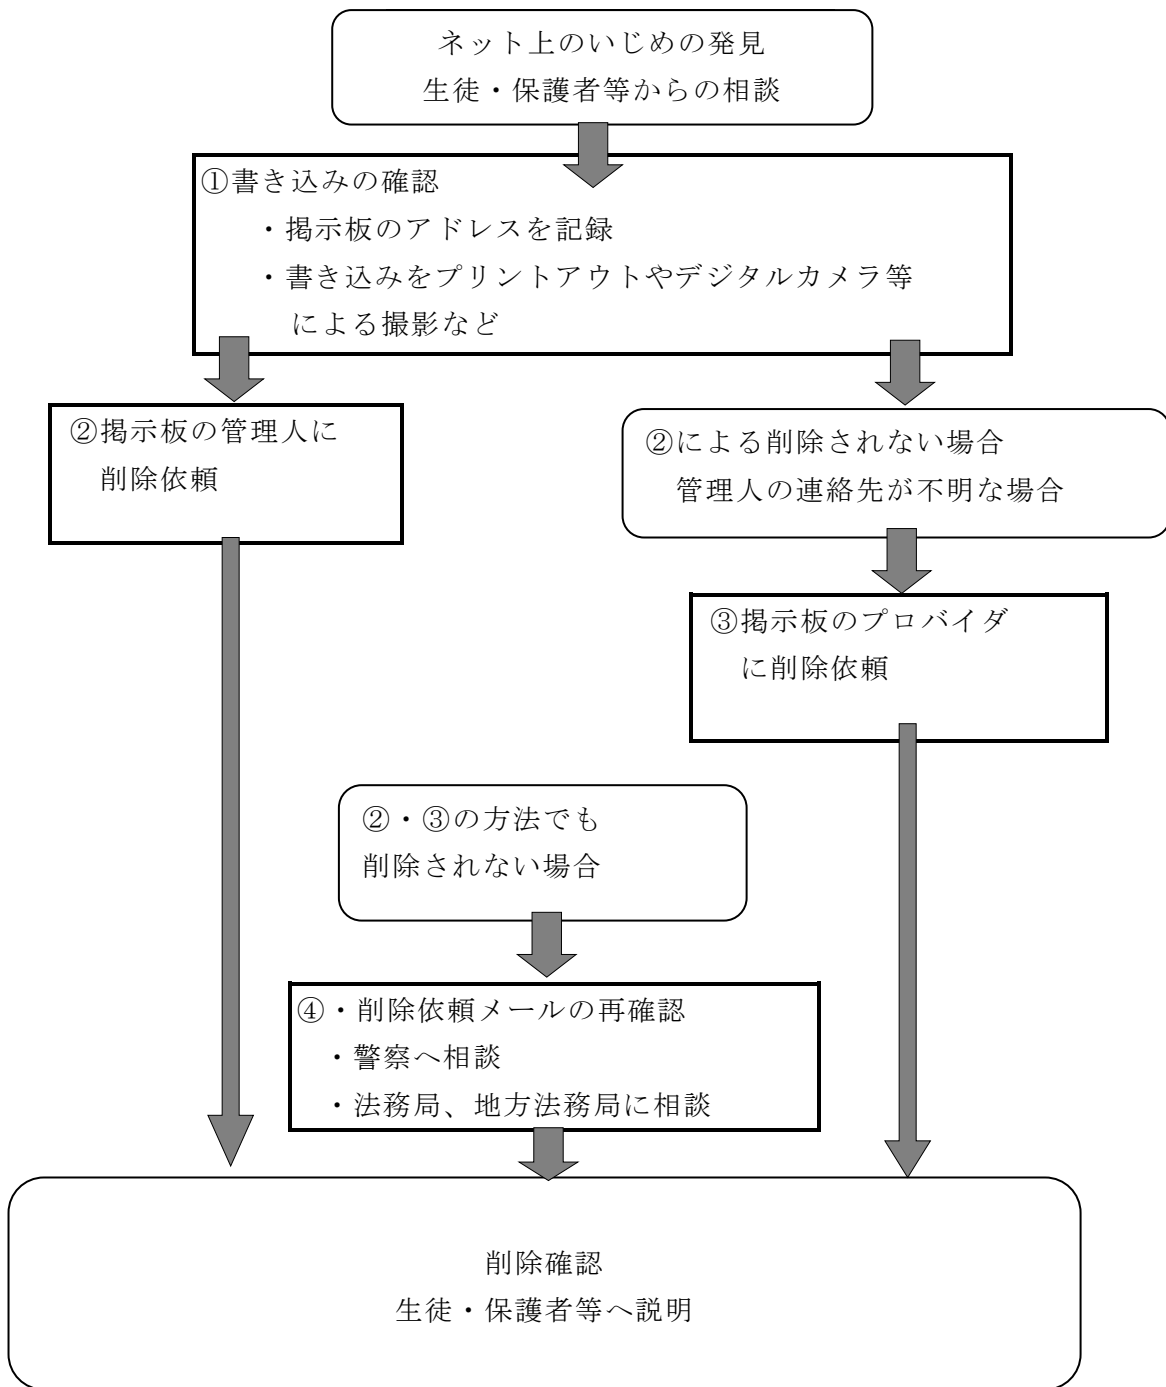 ネット上のいじめの発見
生徒・保護者等からの相談
①書き込みの確認
・掲示板のアドレスを記録
・書き込みをプリントアウトやデジタルカメラ等
による撮影など
②掲示板の管理人に
削除依頼
②による削除されない場合
管理人の連絡先が不明な場合
③掲示板のプロバイダ
に削除依頼
②・③の方法でも
削除されない場合
④・削除依頼メールの再確認
・警察へ相談
・法務局、地方法務局に相談
削除確認
生徒・保護者等へ説明